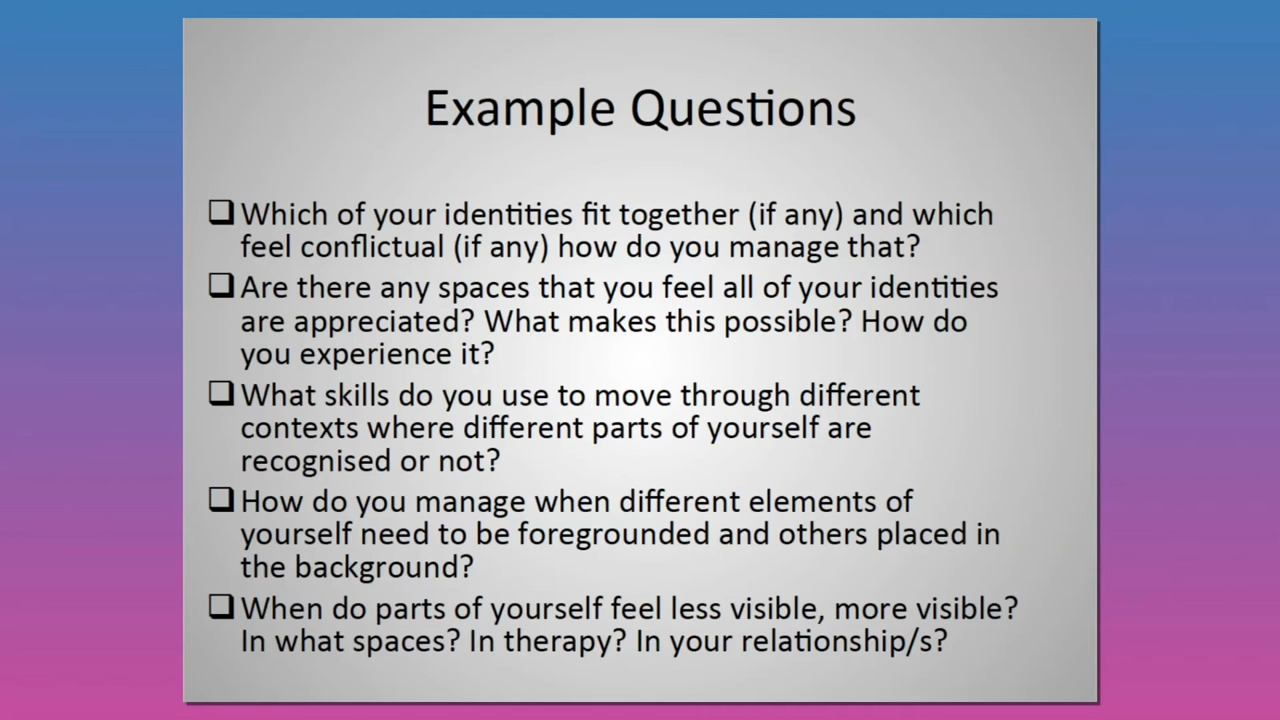 Example Questions
❑ Which of your identities fit together (if any) and which
feel conflictual (if any) how do you manage that?
❑ Are there any spaces that you feel all of your identities
are appreciated? What makes this possible? How do
you experience it?
❑ What skills do you use to move through different
contexts where different parts of yourself are
recognised or not?
❑ How do you manage when different elements of
yourself need to be foregrounded and others placed in
the background?
❑ When do parts of yourself feel less visible, more visible?
In what spaces? In therapy? In your relationship/s?